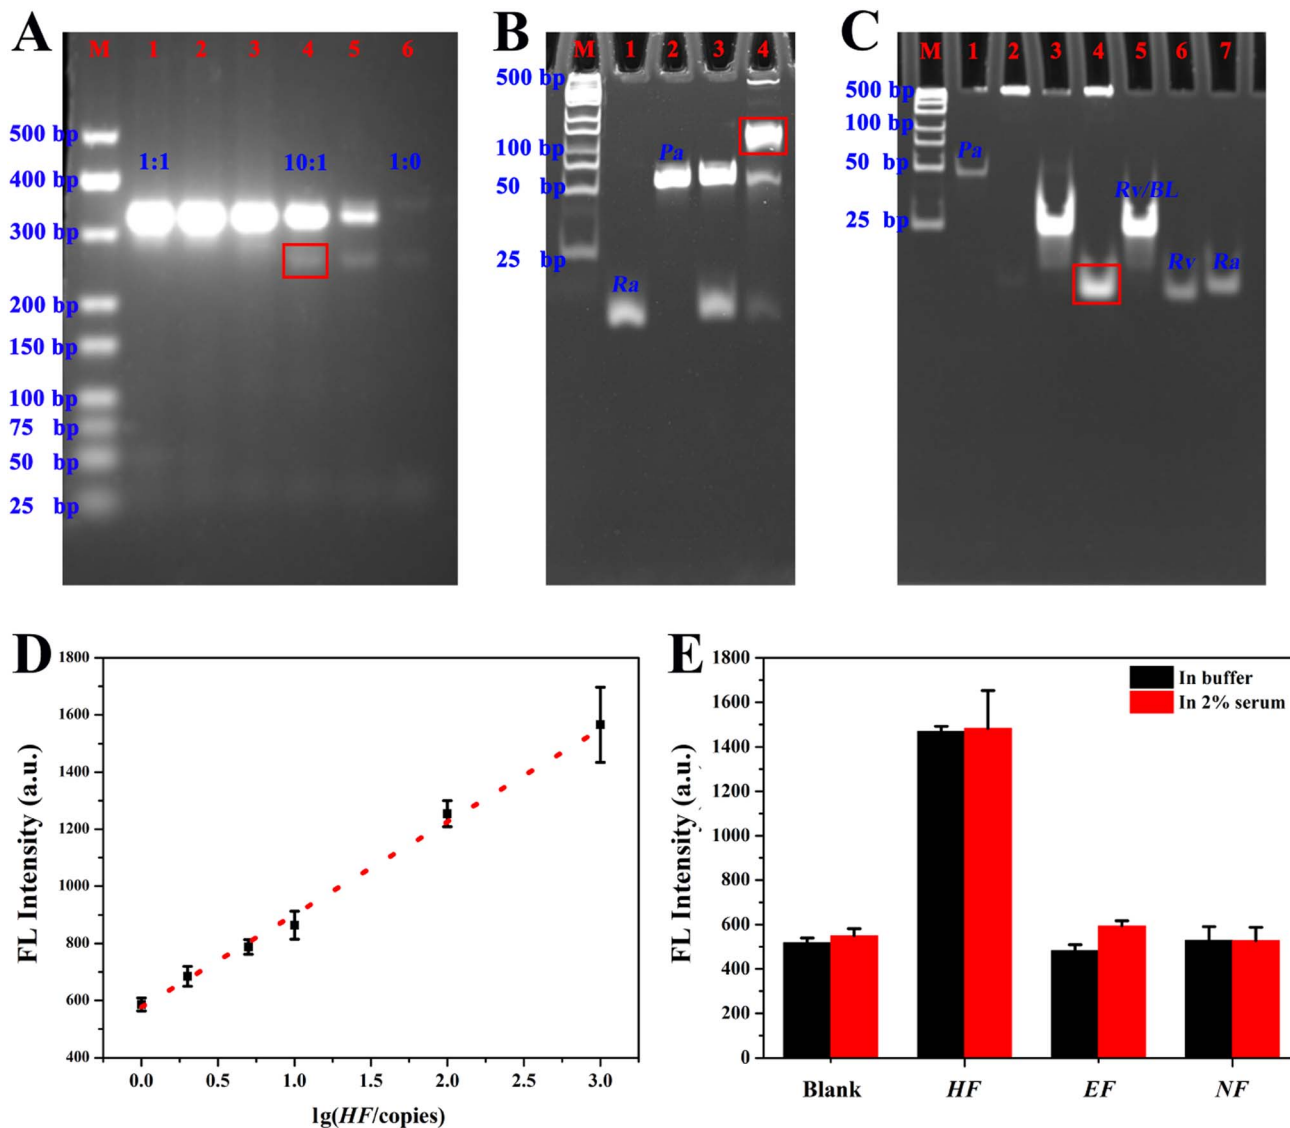 A
M 1 2 3 4 5 6
500 bp
1:1 10:1 1:0
400 bp
300 bp
200 bp
150 bp
100 bp
75 bp
50 bp
25 bp
B
M 1 2 3 4
500 bp
100 bp
Pa
50 bp
25 bp
Ra
C
M 1 2 3 4 5 6 7
500 bp
100 bp
Pa
50 bp
Rv/BL
25 bp
Rv Ra
D
1800
1600
1400
1200
1000
800
600
400
0.0 0.5 1.0 1.5 2.0 2.5 3.0
FL Intensity (a.u.)
lg(HF/copies)
E
1800
1600
1400
1200
1000
800
600
400
200
0
In buffer
In 2% serum
FL Intensity (a.u.)
Blank HF EF NF